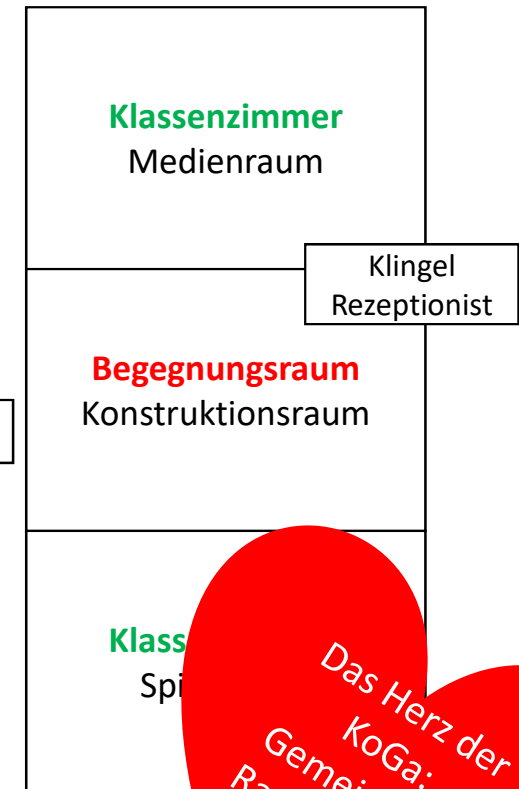 Klassenzimmer
Medienraum
Klingel
Rezeptionist
Begegnungsraum
Konstruktionsraum
Das Herz der
KoGa: